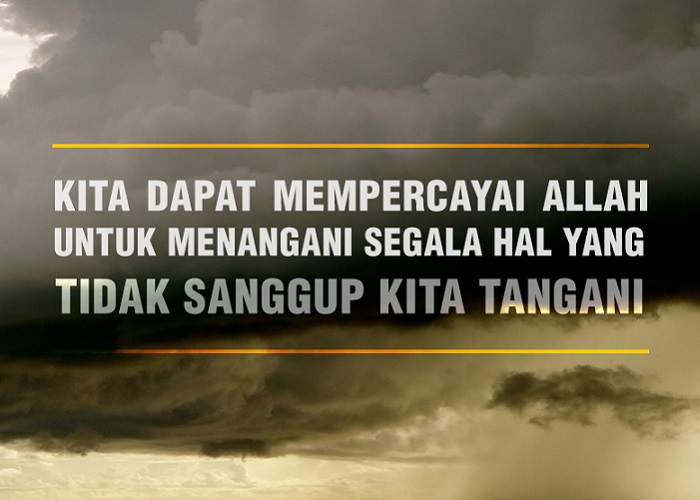 KITA DAPAT MEMPERCAYAI ALLAH
UNTUK MENANGANI SEGALA HAL YANG
TIDAK SANGGUP KITA TANGANI